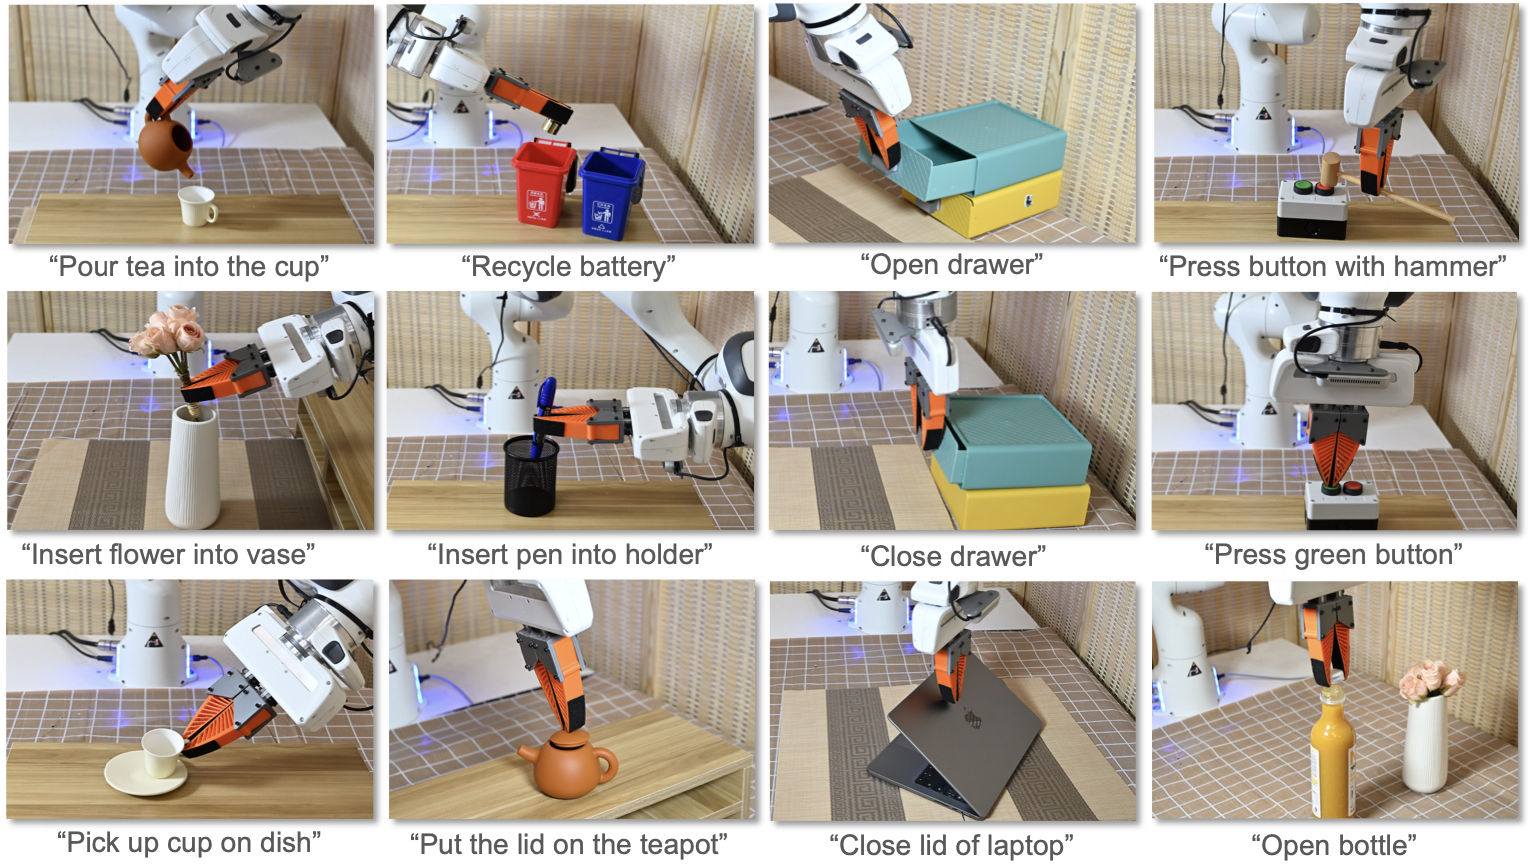 “Pour tea into the cup”
“Recycle battery”
“Open drawer”
“Press button with hammer”
“Insert flower into vase”
“Insert pen into holder”
“Close drawer”
“Press green button”
“Pick up cup on dish”
“Put the lid on the teapot”
“Close lid of laptop”
“Open bottle”